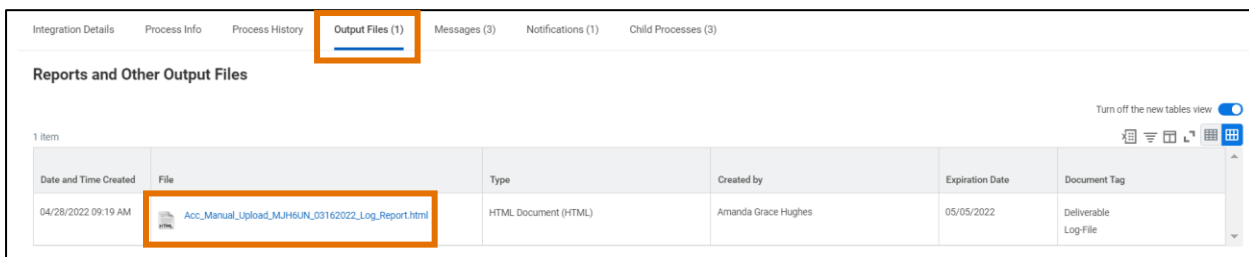 Integration Details Process Info Process History Output Files (1) Messages (3) Notifications (1) Child Processes (3)
Reports and Other Output Files
Turn off the new tables view
1 item
Date and Time Created File Type Created by Expiration Date Document Tag
04/28/2022 09:19 AM HTML Acc_Manual_Upload_MJH6UN_03162022_Log_Report.html HTML Document (HTML) Amanda Grace Hughes 05/05/2022 Deliverable
Log-File